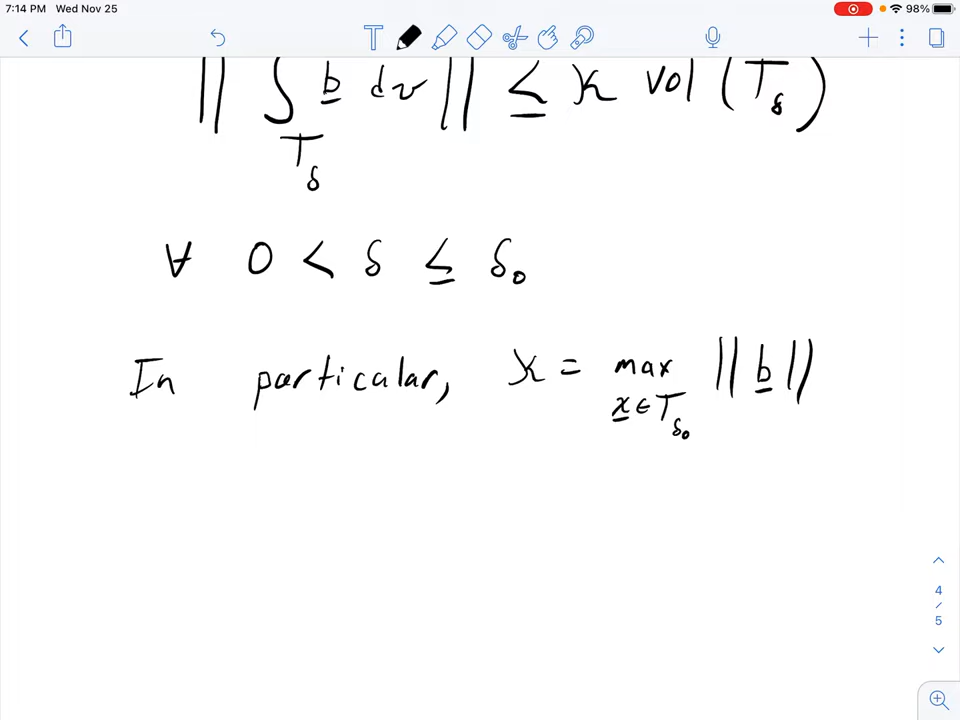 7:14 PM Wed Nov 25 98%
T
|| ∫_{T_δ} b dv || ≤ K vol (T_δ)
∀ 0 < δ ≤ δ₀
In particular, K = max_{x ∈ T_{δ₀}} || b ||
4
/
5